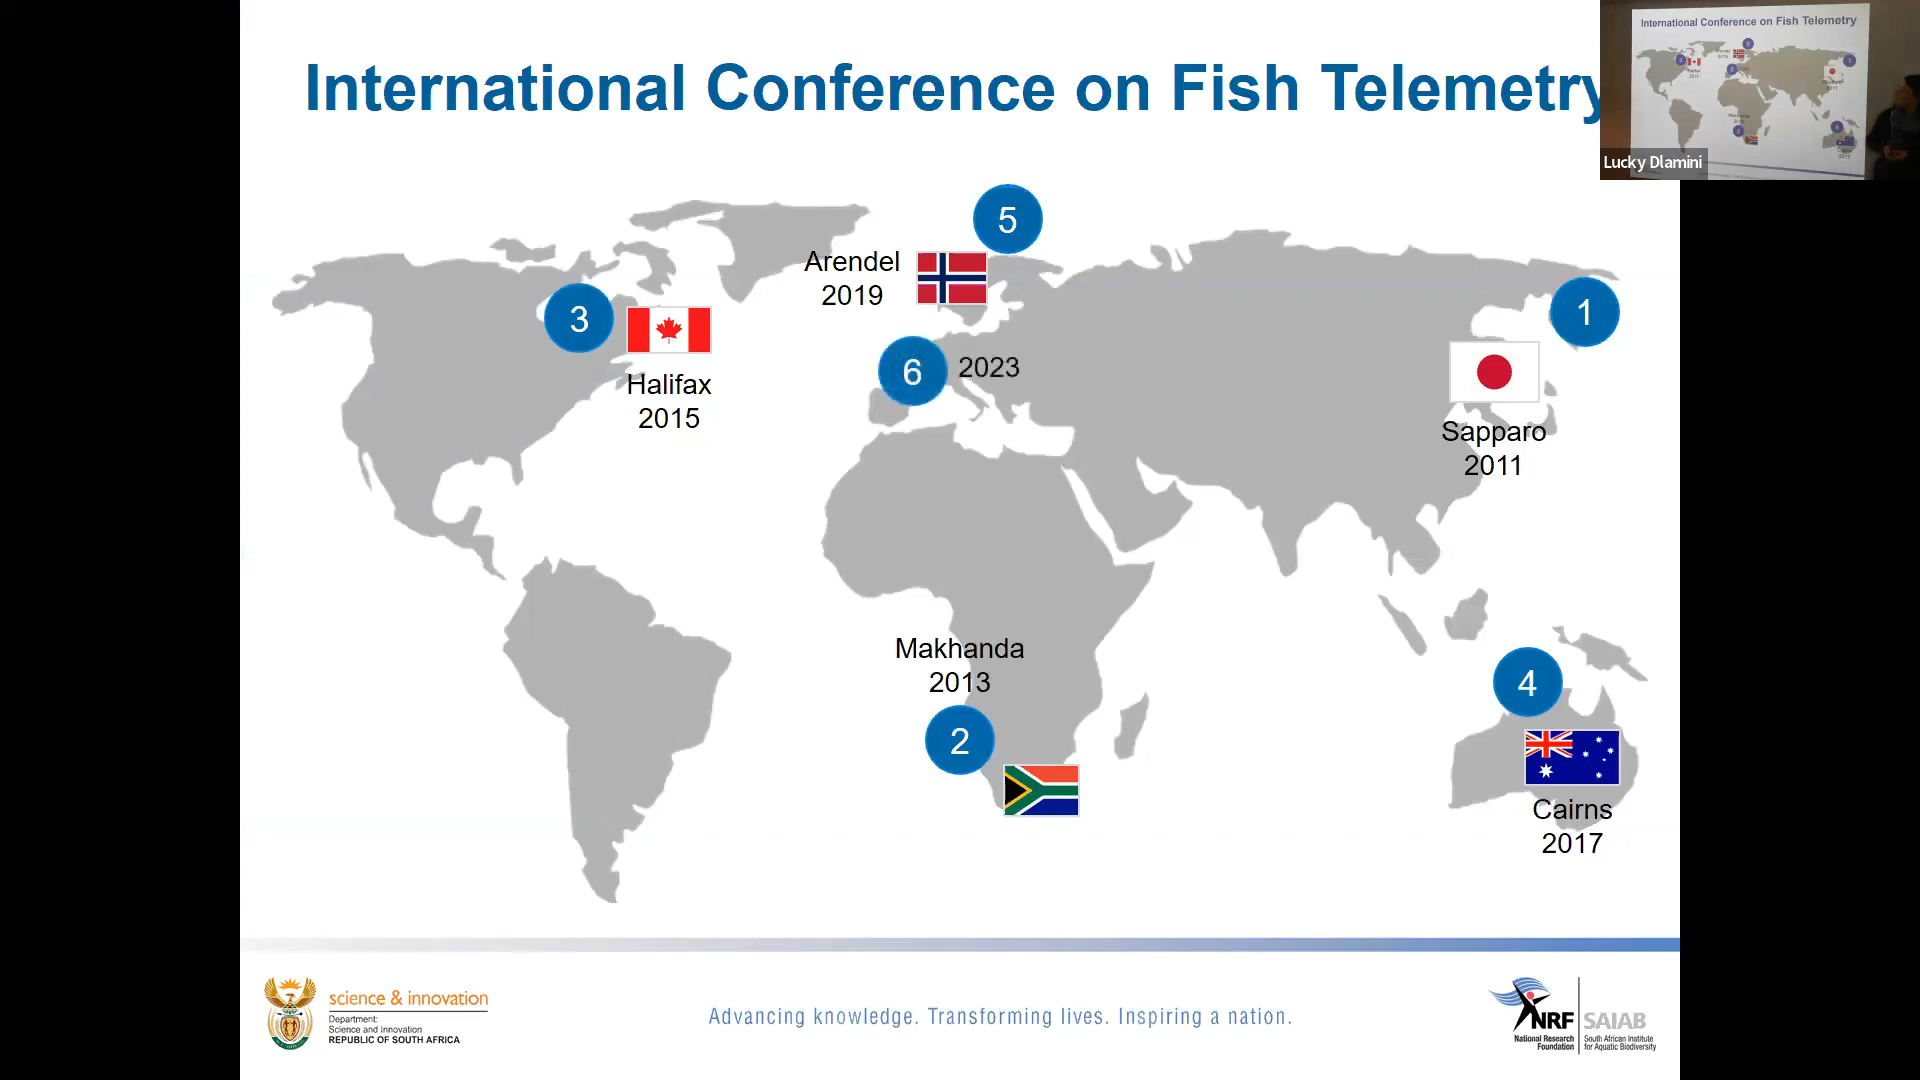 International Conference on Fish Telemetry
International Conference on Fish Telemetry
Lucky Dlamini
5
Arendel
2019
3
Halifax
2015
6
2023
1
Sapparo
2011
Makhanda
2013
2
4
Cairns
2017
science & innovation
Department:
Science and Innovation
REPUBLIC OF SOUTH AFRICA
Advancing knowledge. Transforming lives. Inspiring a nation.
NRF
National Research
Foundation
SAIAB
South African Institute
for Aquatic Biodiversity